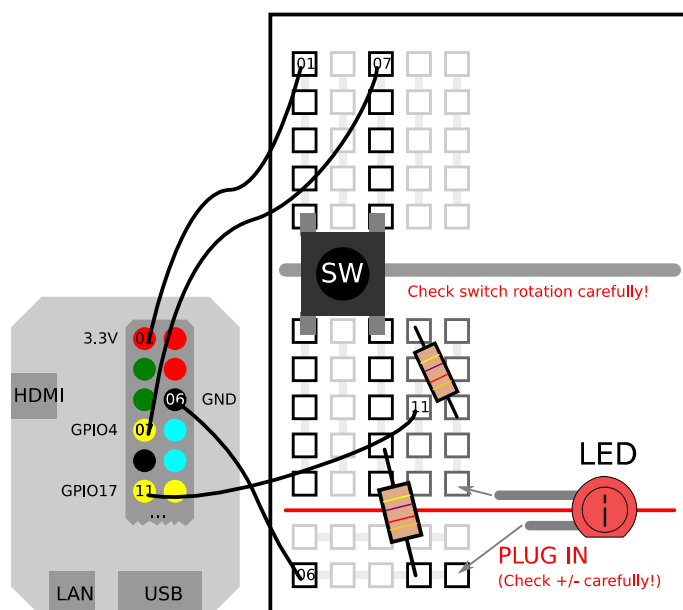 01
07
SW
Check switch rotation carefully!
3.3V
01
HDMI
06
GND
GPIO4
07
11
GPIO17
11
...
LED
PLUG IN
(Check +/- carefully!)
06
LAN
USB